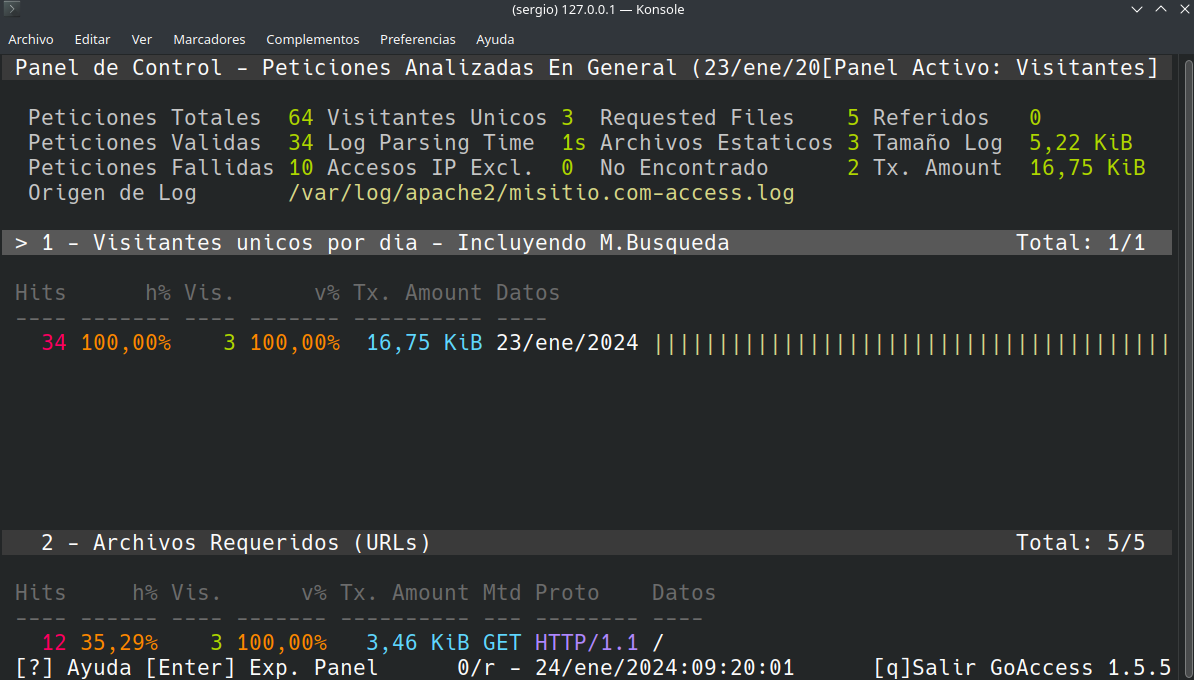 (sergio) 127.0.0.1 — Konsole
Archivo Editar Ver Marcadores Complementos Preferencias Ayuda
Panel de Control - Peticiones Analizadas En General (23/ene/20[Panel Activo: Visitantes]
Peticiones Totales 64 Visitantes Unicos 3 Requested Files 5 Referidos 0
Peticiones Validas 34 Log Parsing Time 1s Archivos Estaticos 3 Tamaño Log 5,22 KiB
Peticiones Fallidas 10 Accesos IP Excl. 0 No Encontrado 2 Tx. Amount 16,75 KiB
Origen de Log /var/log/apache2/misitio.com-access.log
> 1 - Visitantes unicos por dia - Incluyendo M.Busqueda Total: 1/1
Hits h% Vis. v% Tx. Amount Datos
---- ------- ---- ------- ---------- ----
34 100,00% 3 100,00% 16,75 KiB 23/ene/2024 ||||||||||||||||||||||||||||||||||||||||
2 - Archivos Requeridos (URLs) Total: 5/5
Hits h% Vis. v% Tx. Amount Mtd Proto Datos
---- ------ ---- ------- ---------- --- -------- ----
12 35,29% 3 100,00% 3,46 KiB GET HTTP/1.1 /
[?] Ayuda [Enter] Exp. Panel 0/r - 24/ene/2024:09:20:01 [q]Salir GoAccess 1.5.5